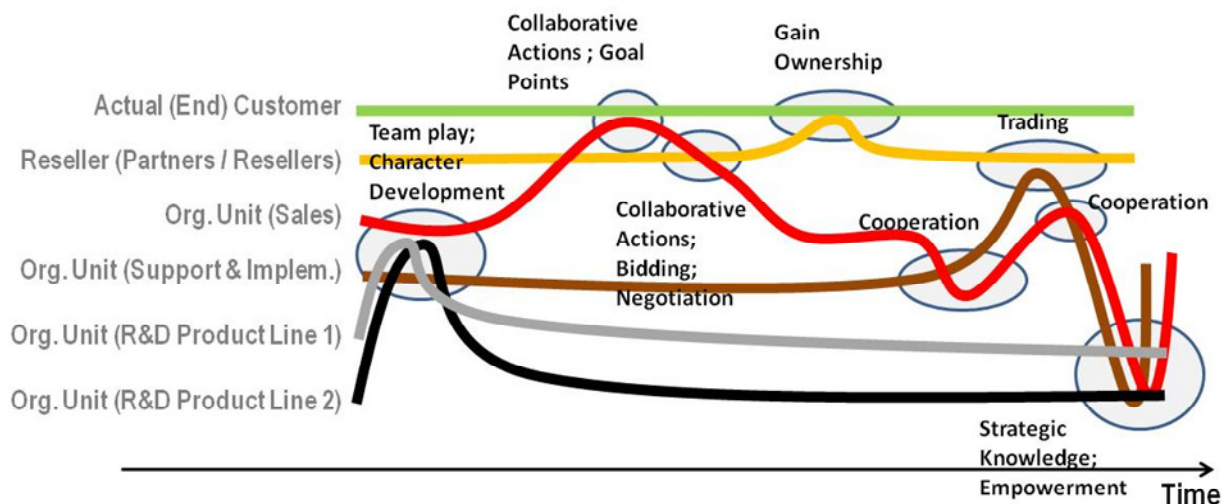 Collaborative
Actions ; Goal
Points
Gain
Ownership
Actual (End) Customer
Team play;
Character
Development
Trading
Reseller (Partners / Resellers)
Org. Unit (Sales)
Collaborative
Actions;
Bidding;
Negotiation
Cooperation
Cooperation
Org. Unit (Support & Implem.)
Org. Unit (R&D Product Line 1)
Org. Unit (R&D Product Line 2)
Strategic
Knowledge;
Empowerment
Time